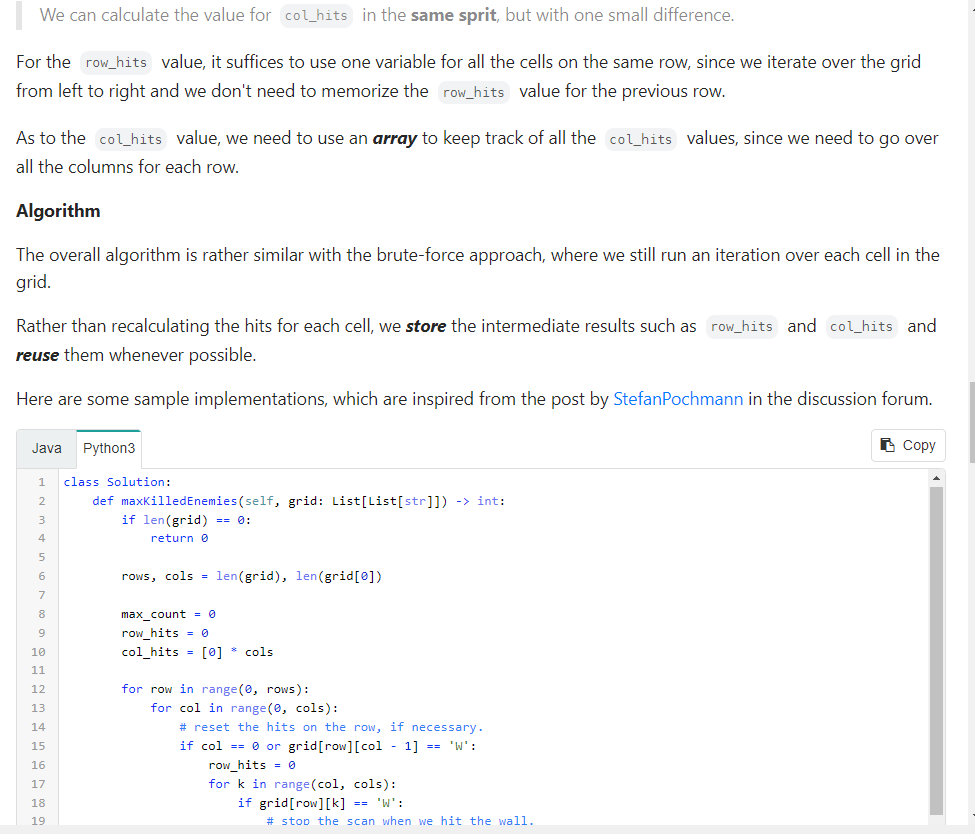 We can calculate the value for col_hits in the same sprit, but with one small difference.
For the row_hits value, it suffices to use one variable for all the cells on the same row, since we iterate over the grid
from left to right and we don't need to memorize the row_hits value for the previous row.
As to the col_hits value, we need to use an array to keep track of all the col_hits values, since we need to go over
all the columns for each row.
Algorithm
The overall algorithm is rather similar with the brute-force approach, where we still run an iteration over each cell in the
grid.
Rather than recalculating the hits for each cell, we store the intermediate results such as row_hits and col_hits and
reuse them whenever possible.
Here are some sample implementations, which are inspired from the post by StefanPochmann in the discussion forum.
Java Python3 Copy
1 class Solution:
2 def maxKilledEnemies(self, grid: List[List[str]]) -> int:
3 if len(grid) == 0:
4 return 0
5
6 rows, cols = len(grid), len(grid[0])
7
8 max_count = 0
9 row_hits = 0
10 col_hits = [0] * cols
11
12 for row in range(0, rows):
13 for col in range(0, cols):
14 # reset the hits on the row, if necessary.
15 if col == 0 or grid[row][col - 1] == 'W':
16 row_hits = 0
17 for k in range(col, cols):
18 if grid[row][k] == 'W':
19 # stop the scan when we hit the wall.